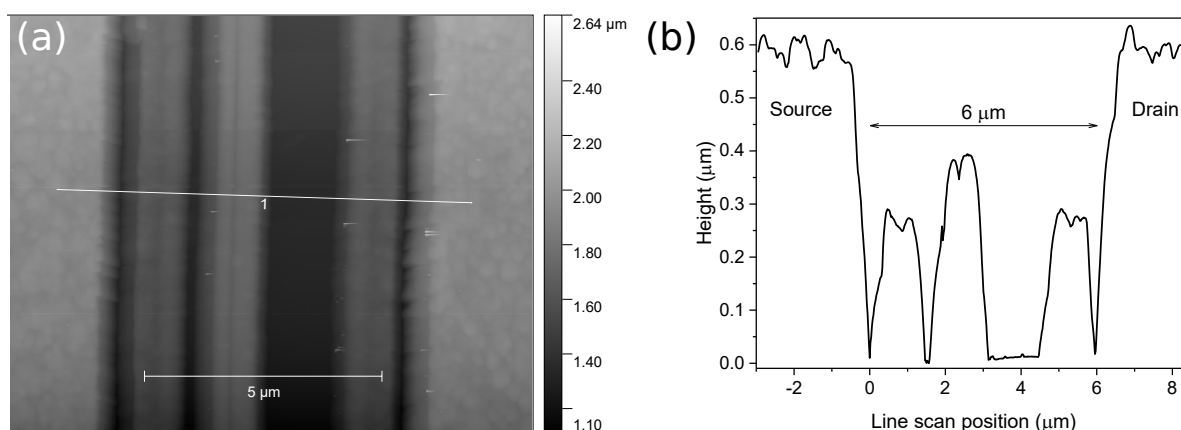 (a)
2.64 µm
2.40
2.20
2.00
1.80
1.60
1.40
1.10
1
5 µm
(b)
0.6
0.5
0.4
0.3
0.2
0.1
0.0
Height (µm)
Source
6 µm
Drain
-2
0
2
4
6
8
Line scan position (µm)